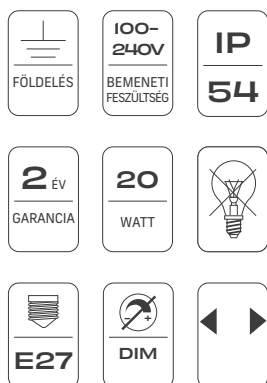 FÖLDELÉS
100-
240V
BEMENETI
FESZÜLTSÉG
IP
54
2 ÉV
GARANCIA
20
WATT
E27
- +
DIM